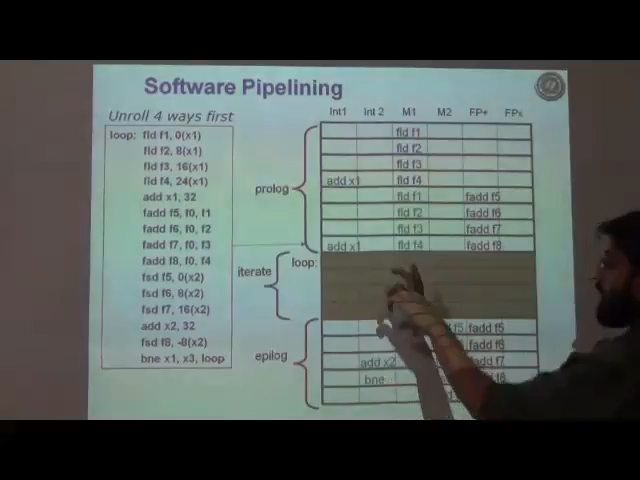 Software Pipelining
Unroll 4 ways first
loop: fld f1, 0(x1)
fld f2, 8(x1)
fld f3, 16(x1)
fld f4, 24(x1)
add x1, 32
fadd f5, f0, f1
fadd f6, f0, f2
fadd f7, f0, f3
fadd f8, f0, f4
fsd f5, 0(x2)
fsd f6, 8(x2)
fsd f7, 16(x2)
add x2, 32
fsd f8, -8(x2)
bne x1, x3, loop
prolog
iterate
loop:
epilog
Int1 Int 2 M1 M2 FP+ FPx
fld f1
fld f2
fld f3
add x1 fld f4
fld f1 fadd f5
fld f2 fadd f6
fld f3 fadd f7
add x1 fld f4 fadd f8
f5 fadd f5
fadd f6
add x2 fadd f7
bne